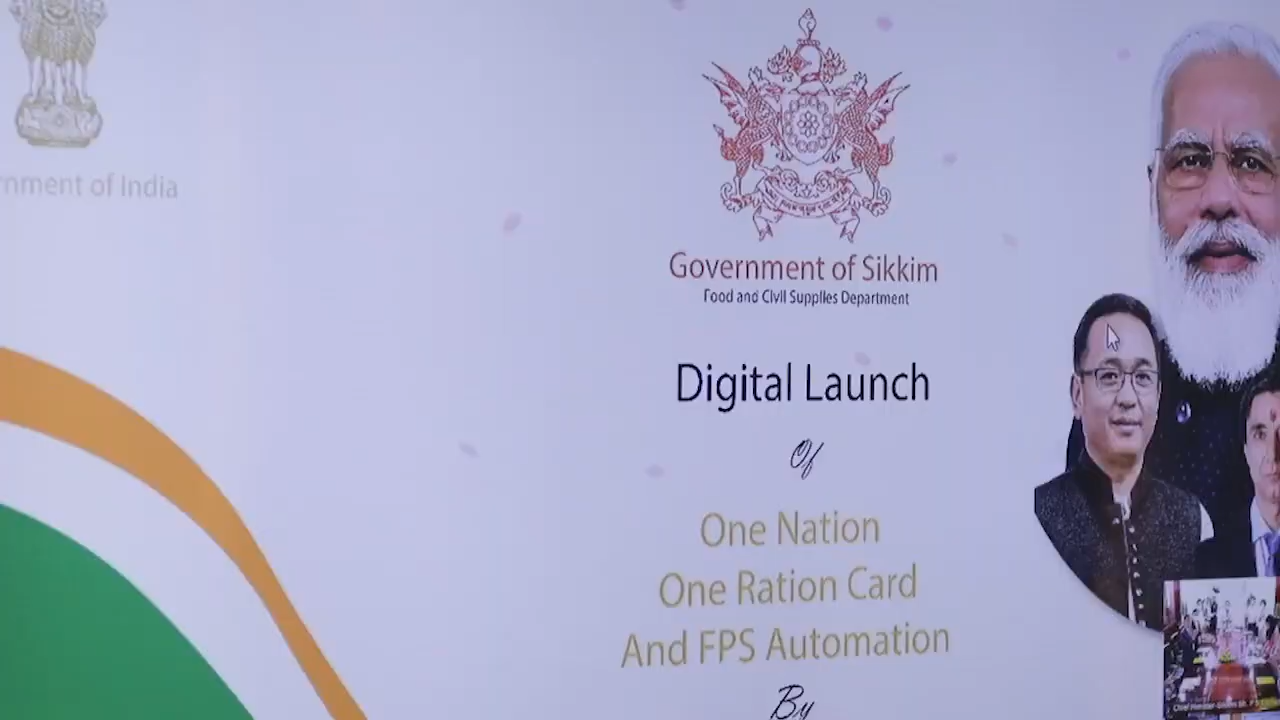 rnment of India
Government of Sikkim
Food and Civil Supplies Department
Digital Launch
Of
One Nation
One Ration Card
And FPS Automation
By